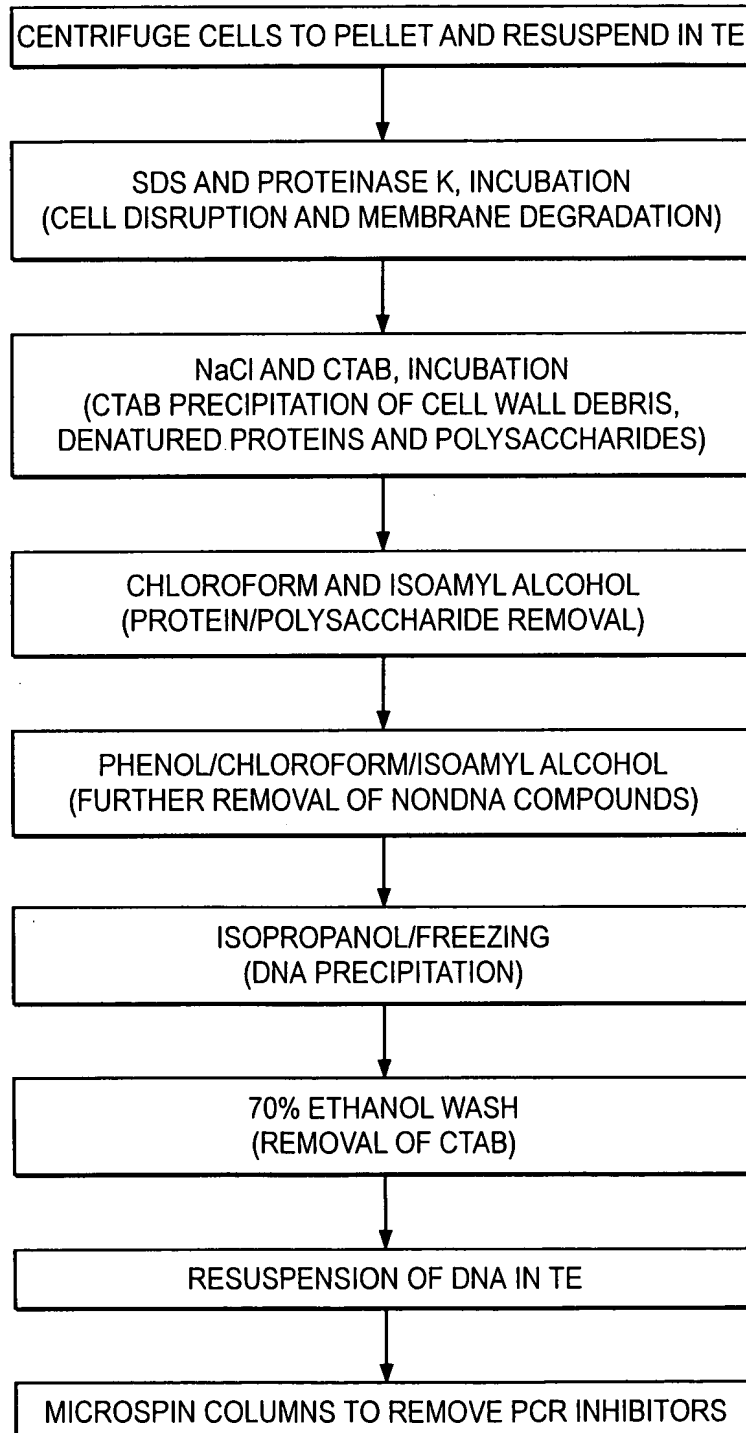 CENTRIFUGE CELLS TO PELLET AND RESUSPEND IN TE
SDS AND PROTEINASE K, INCUBATION
(CELL DISRUPTION AND MEMBRANE DEGRADATION)
NaCl AND CTAB, INCUBATION
(CTAB PRECIPITATION OF CELL WALL DEBRIS,
DENATURED PROTEINS AND POLYSACCHARIDES)
CHLOROFORM AND ISOAMYL ALCOHOL
(PROTEIN/POLYSACCHARIDE REMOVAL)
PHENOL/CHLOROFORM/ISOAMYL ALCOHOL
(FURTHER REMOVAL OF NONDNA COMPOUNDS)
ISOPROPANOL/FREEZING
(DNA PRECIPITATION)
70% ETHANOL WASH
(REMOVAL OF CTAB)
RESUSPENSION OF DNA IN TE
MICROSPIN COLUMNS TO REMOVE PCR INHIBITORS